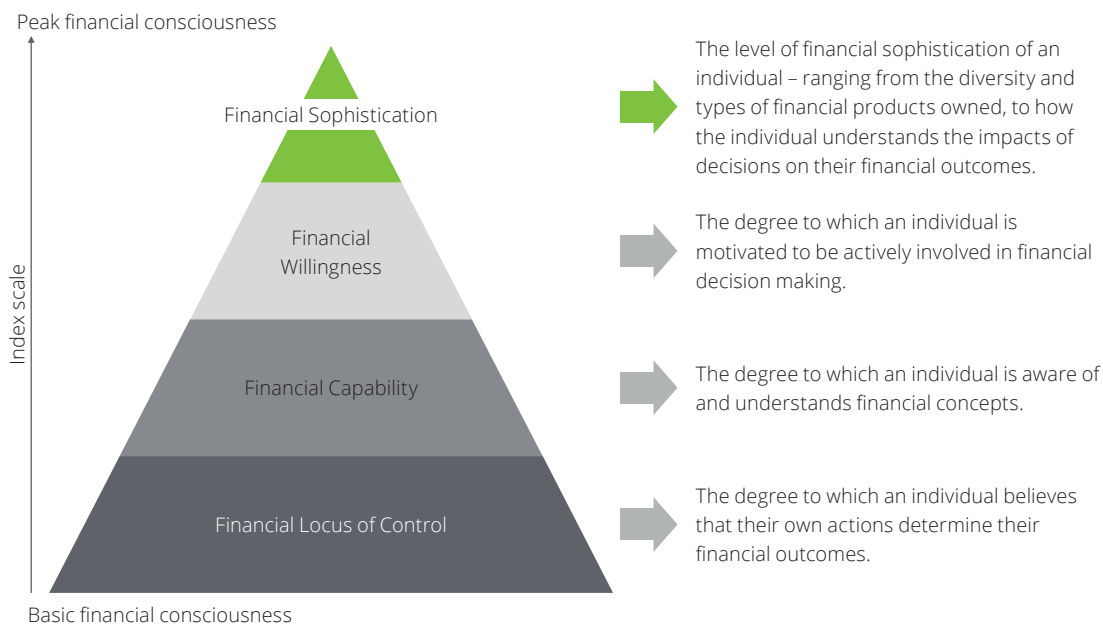 Peak financial consciousness
Index scale
Financial Sophistication
The level of financial sophistication of an
individual – ranging from the diversity and
types of financial products owned, to how
the individual understands the impacts of
decisions on their financial outcomes.
Financial
Willingness
The degree to which an individual is
motivated to be actively involved in financial
decision making.
Financial Capability
The degree to which an individual is aware of
and understands financial concepts.
Financial Locus of Control
The degree to which an individual believes
that their own actions determine their
financial outcomes.
Basic financial consciousness